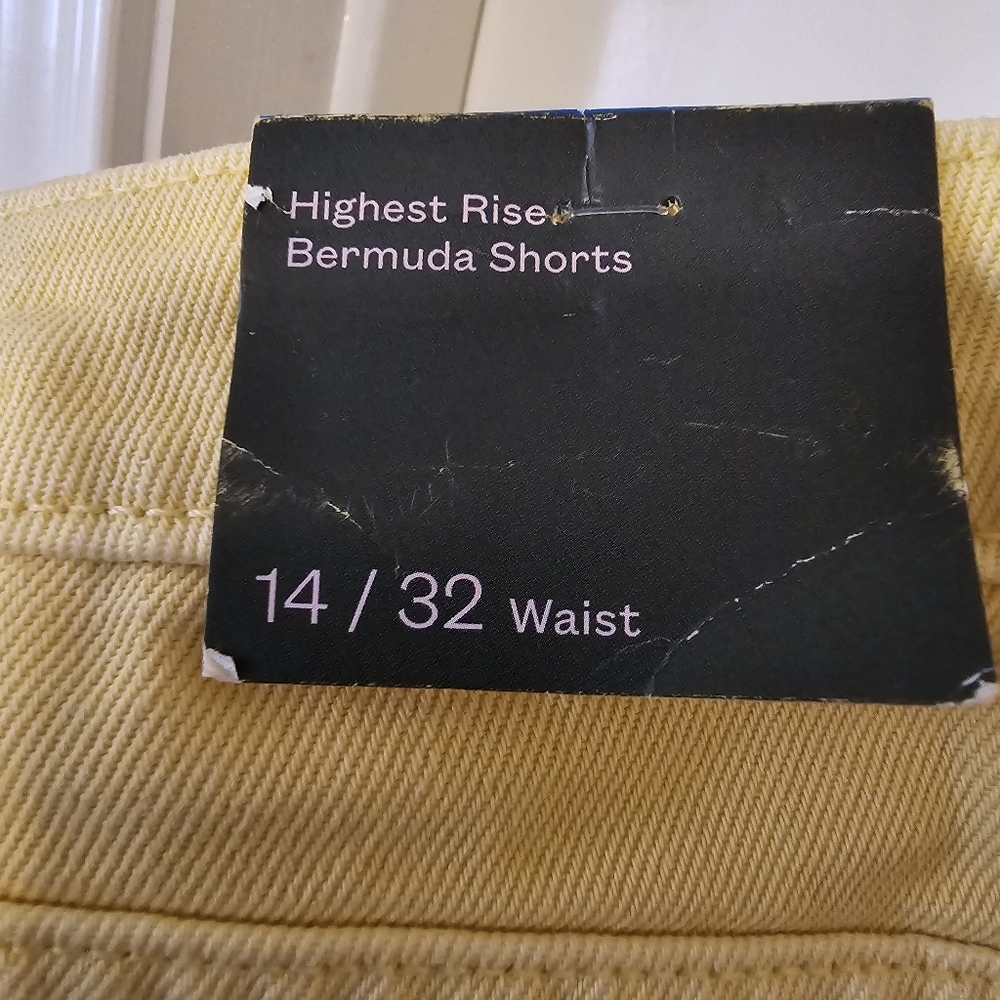 Highest Rise
Bermuda Shorts
14 / 32 Waist